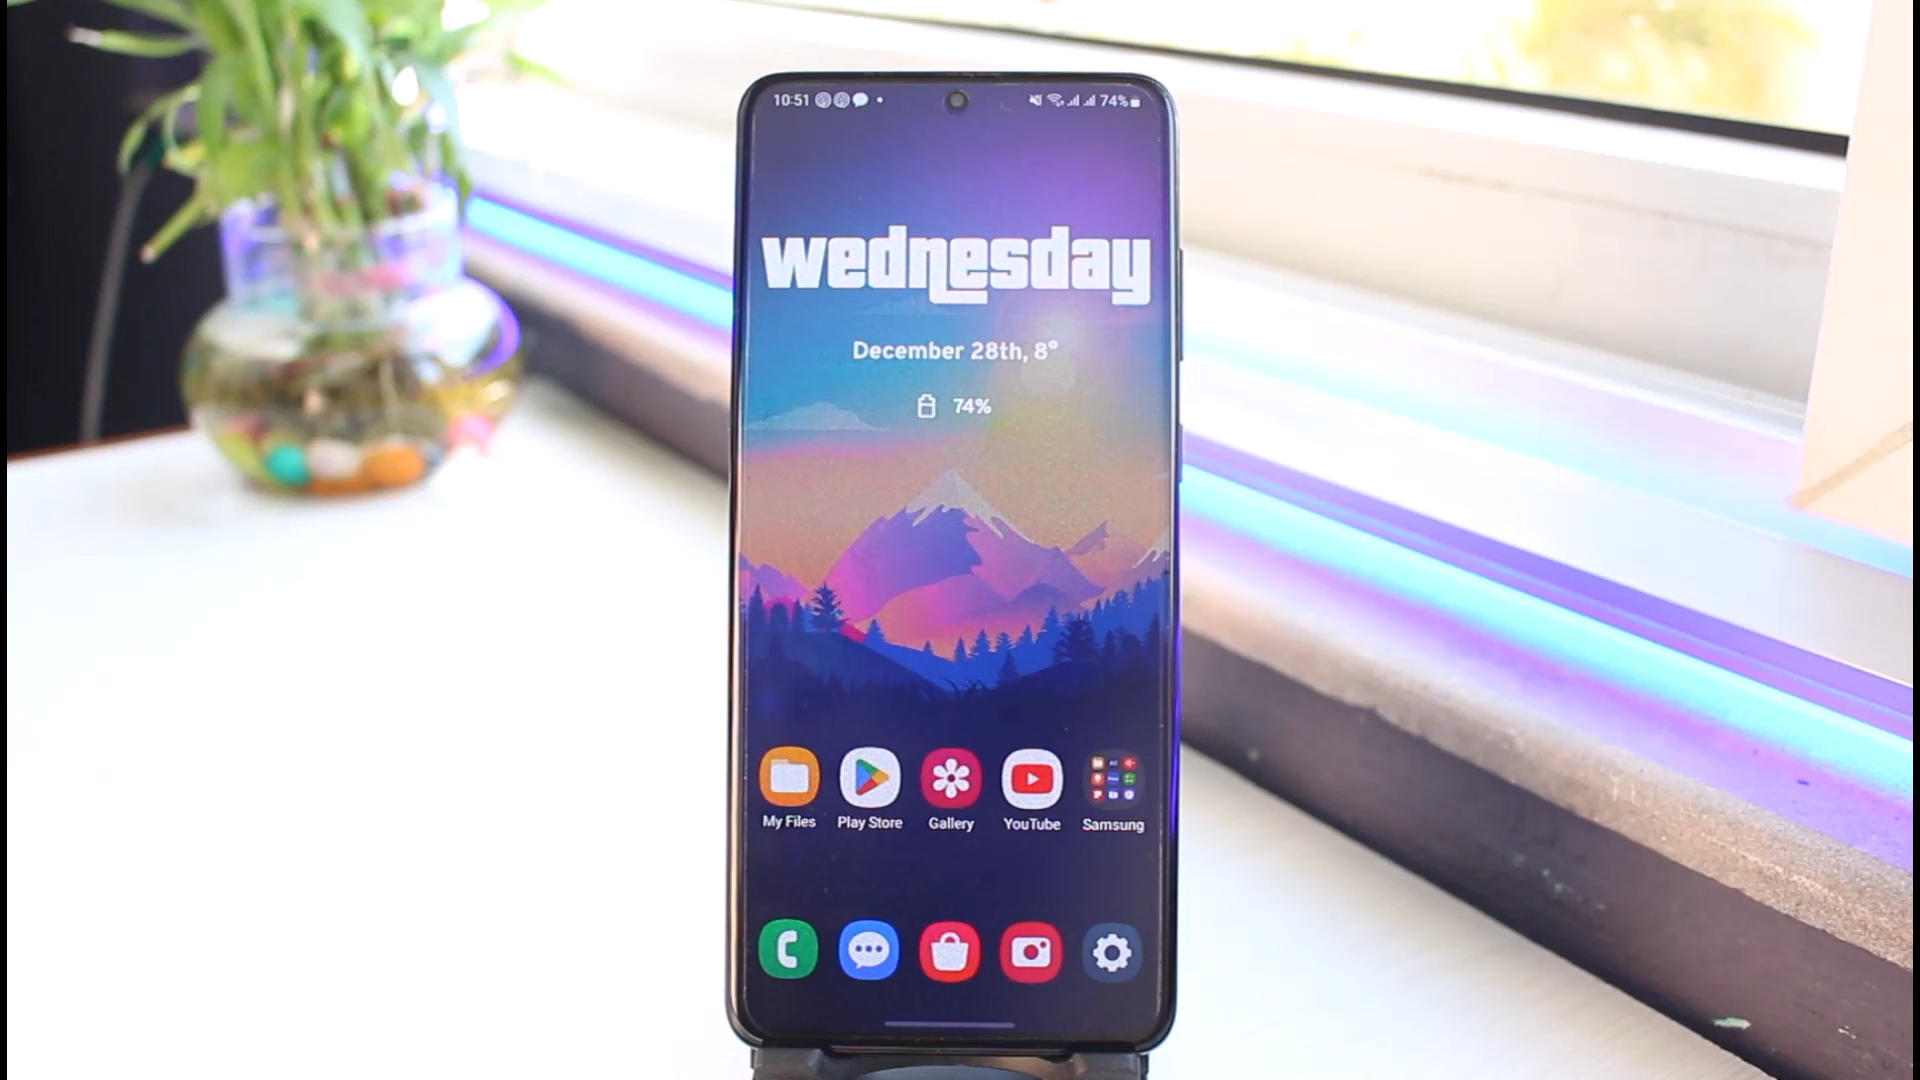 10:51 74%
wednesday
December 28th, 8°
74%
My Files Play Store Gallery YouTube Samsung